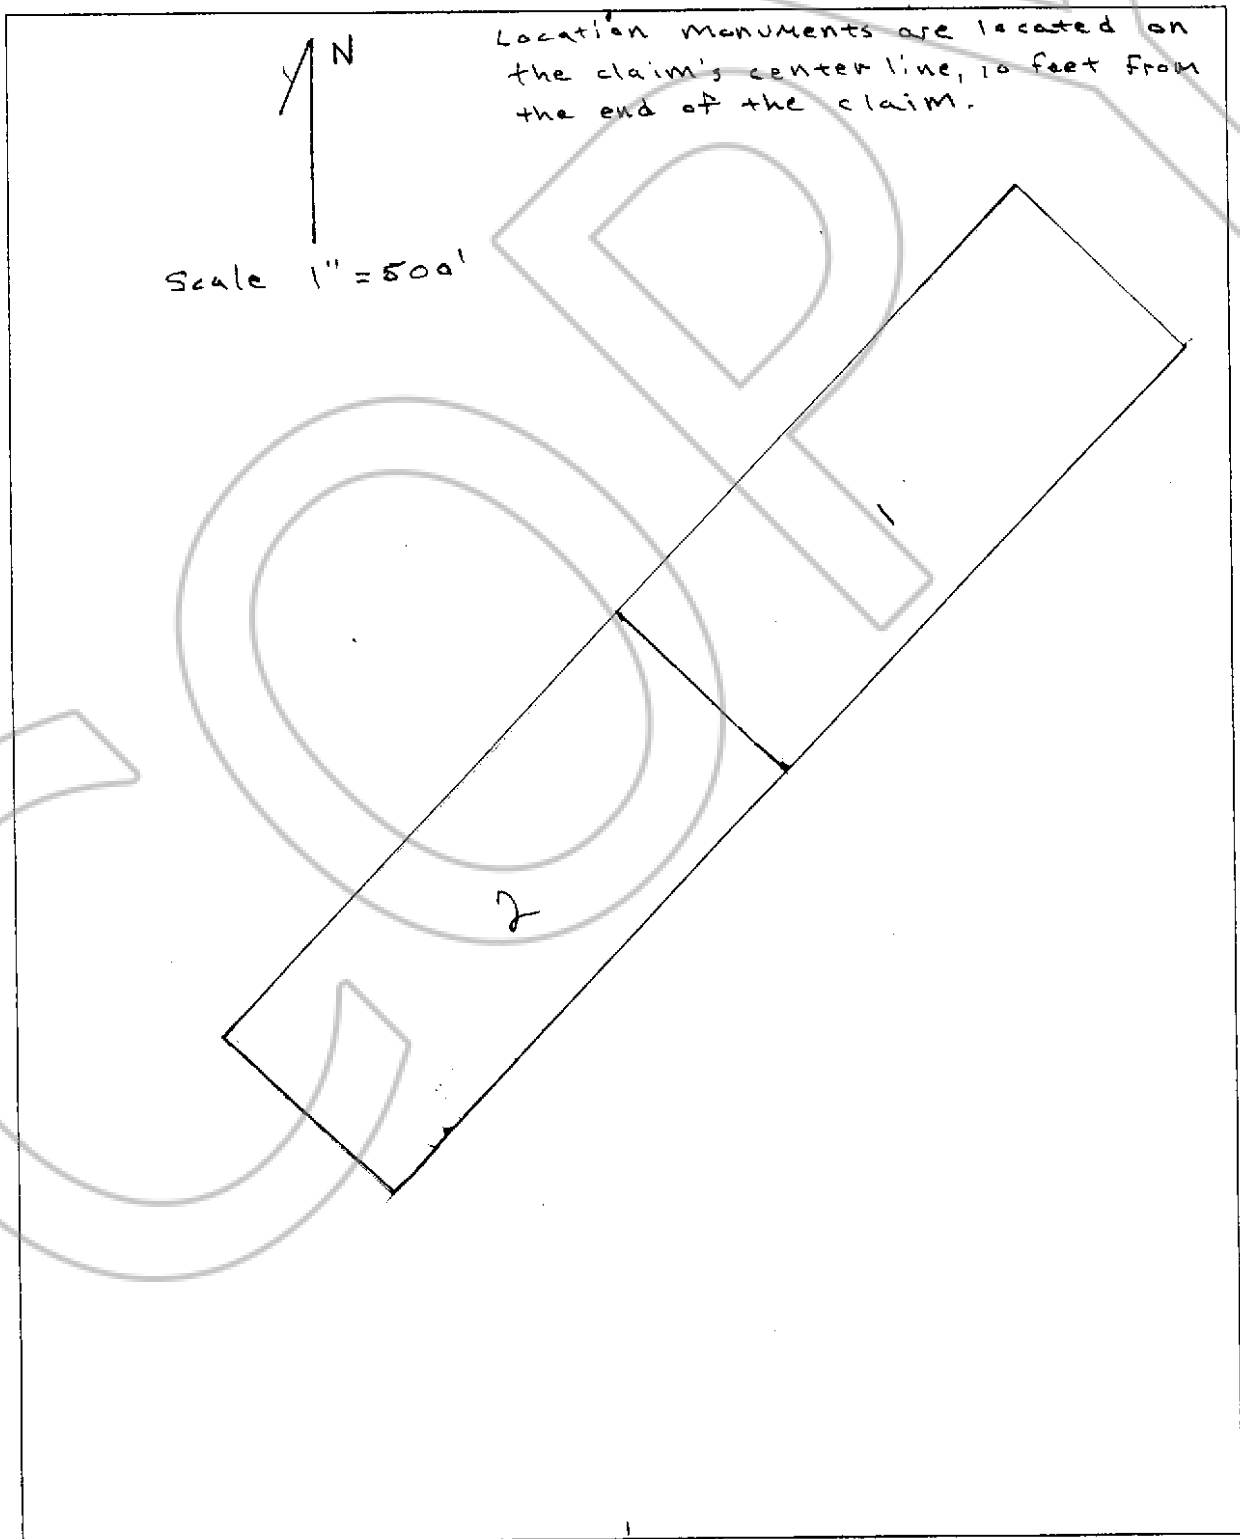 N
Location Monuments are located on
the claim's center line, 10 feet from
the end of the claim.
Scale 1" = 500'
COPY
1
2